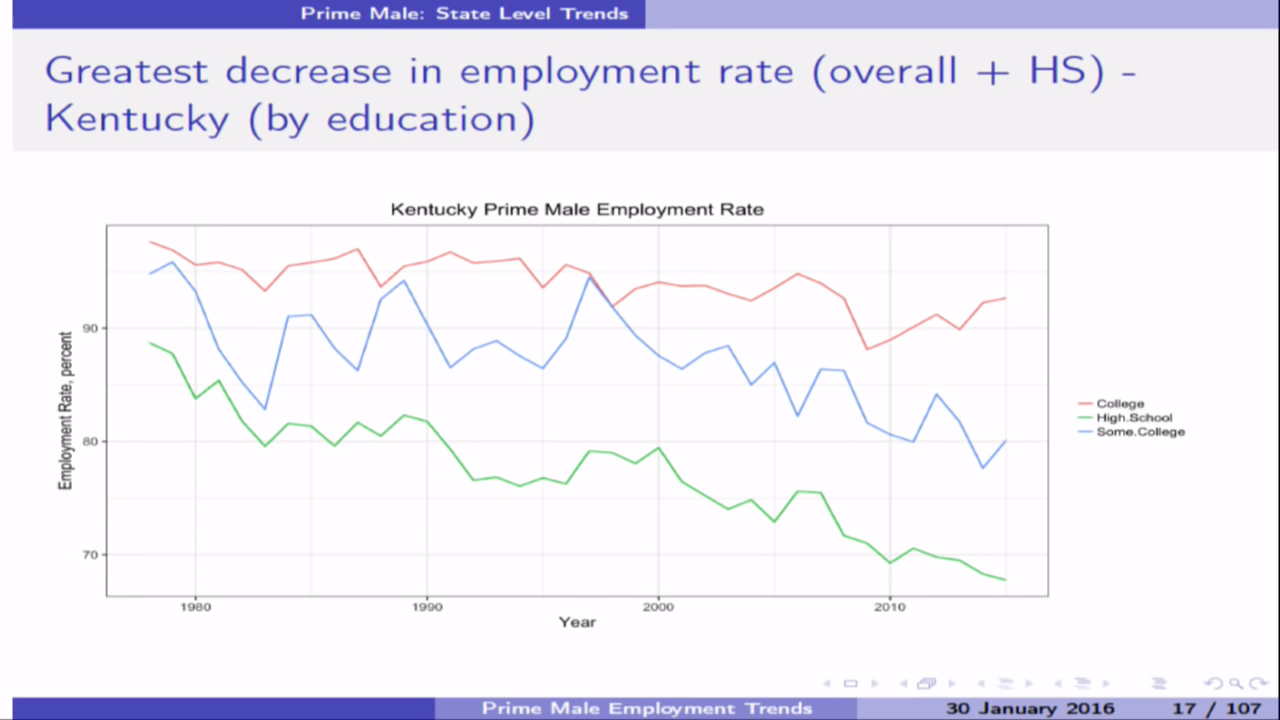 Prime Male: State Level Trends
Greatest decrease in employment rate (overall + HS) -
Kentucky (by education)
Kentucky Prime Male Employment Rate
Employment Rate, percent
90
80
70
1980 1990 2000 2010
Year
College
High.School
Some.College
Prime Male Employment Trends 30 January 2016 17 / 107